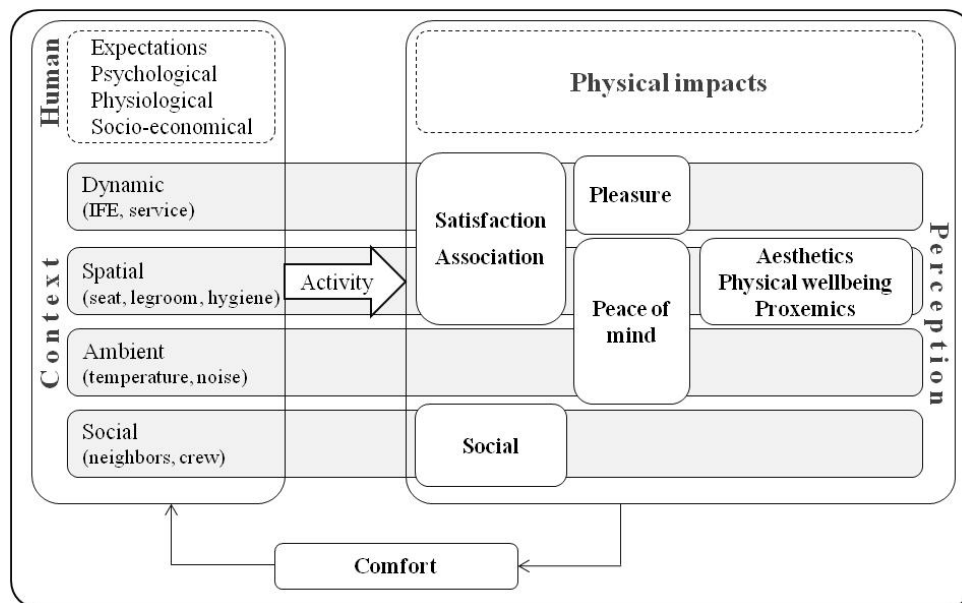 Human
Expectations
Psychological
Physiological
Socio-economical
Physical impacts
Context
Dynamic
(IFE, service)
Spatial
(seat, legroom, hygiene)
Ambient
(temperature, noise)
Social
(neighbors, crew)
Activity
Satisfaction
Association
Pleasure
Peace of
mind
Aesthetics
Physical wellbeing
Proxemics
Social
Perception
Comfort